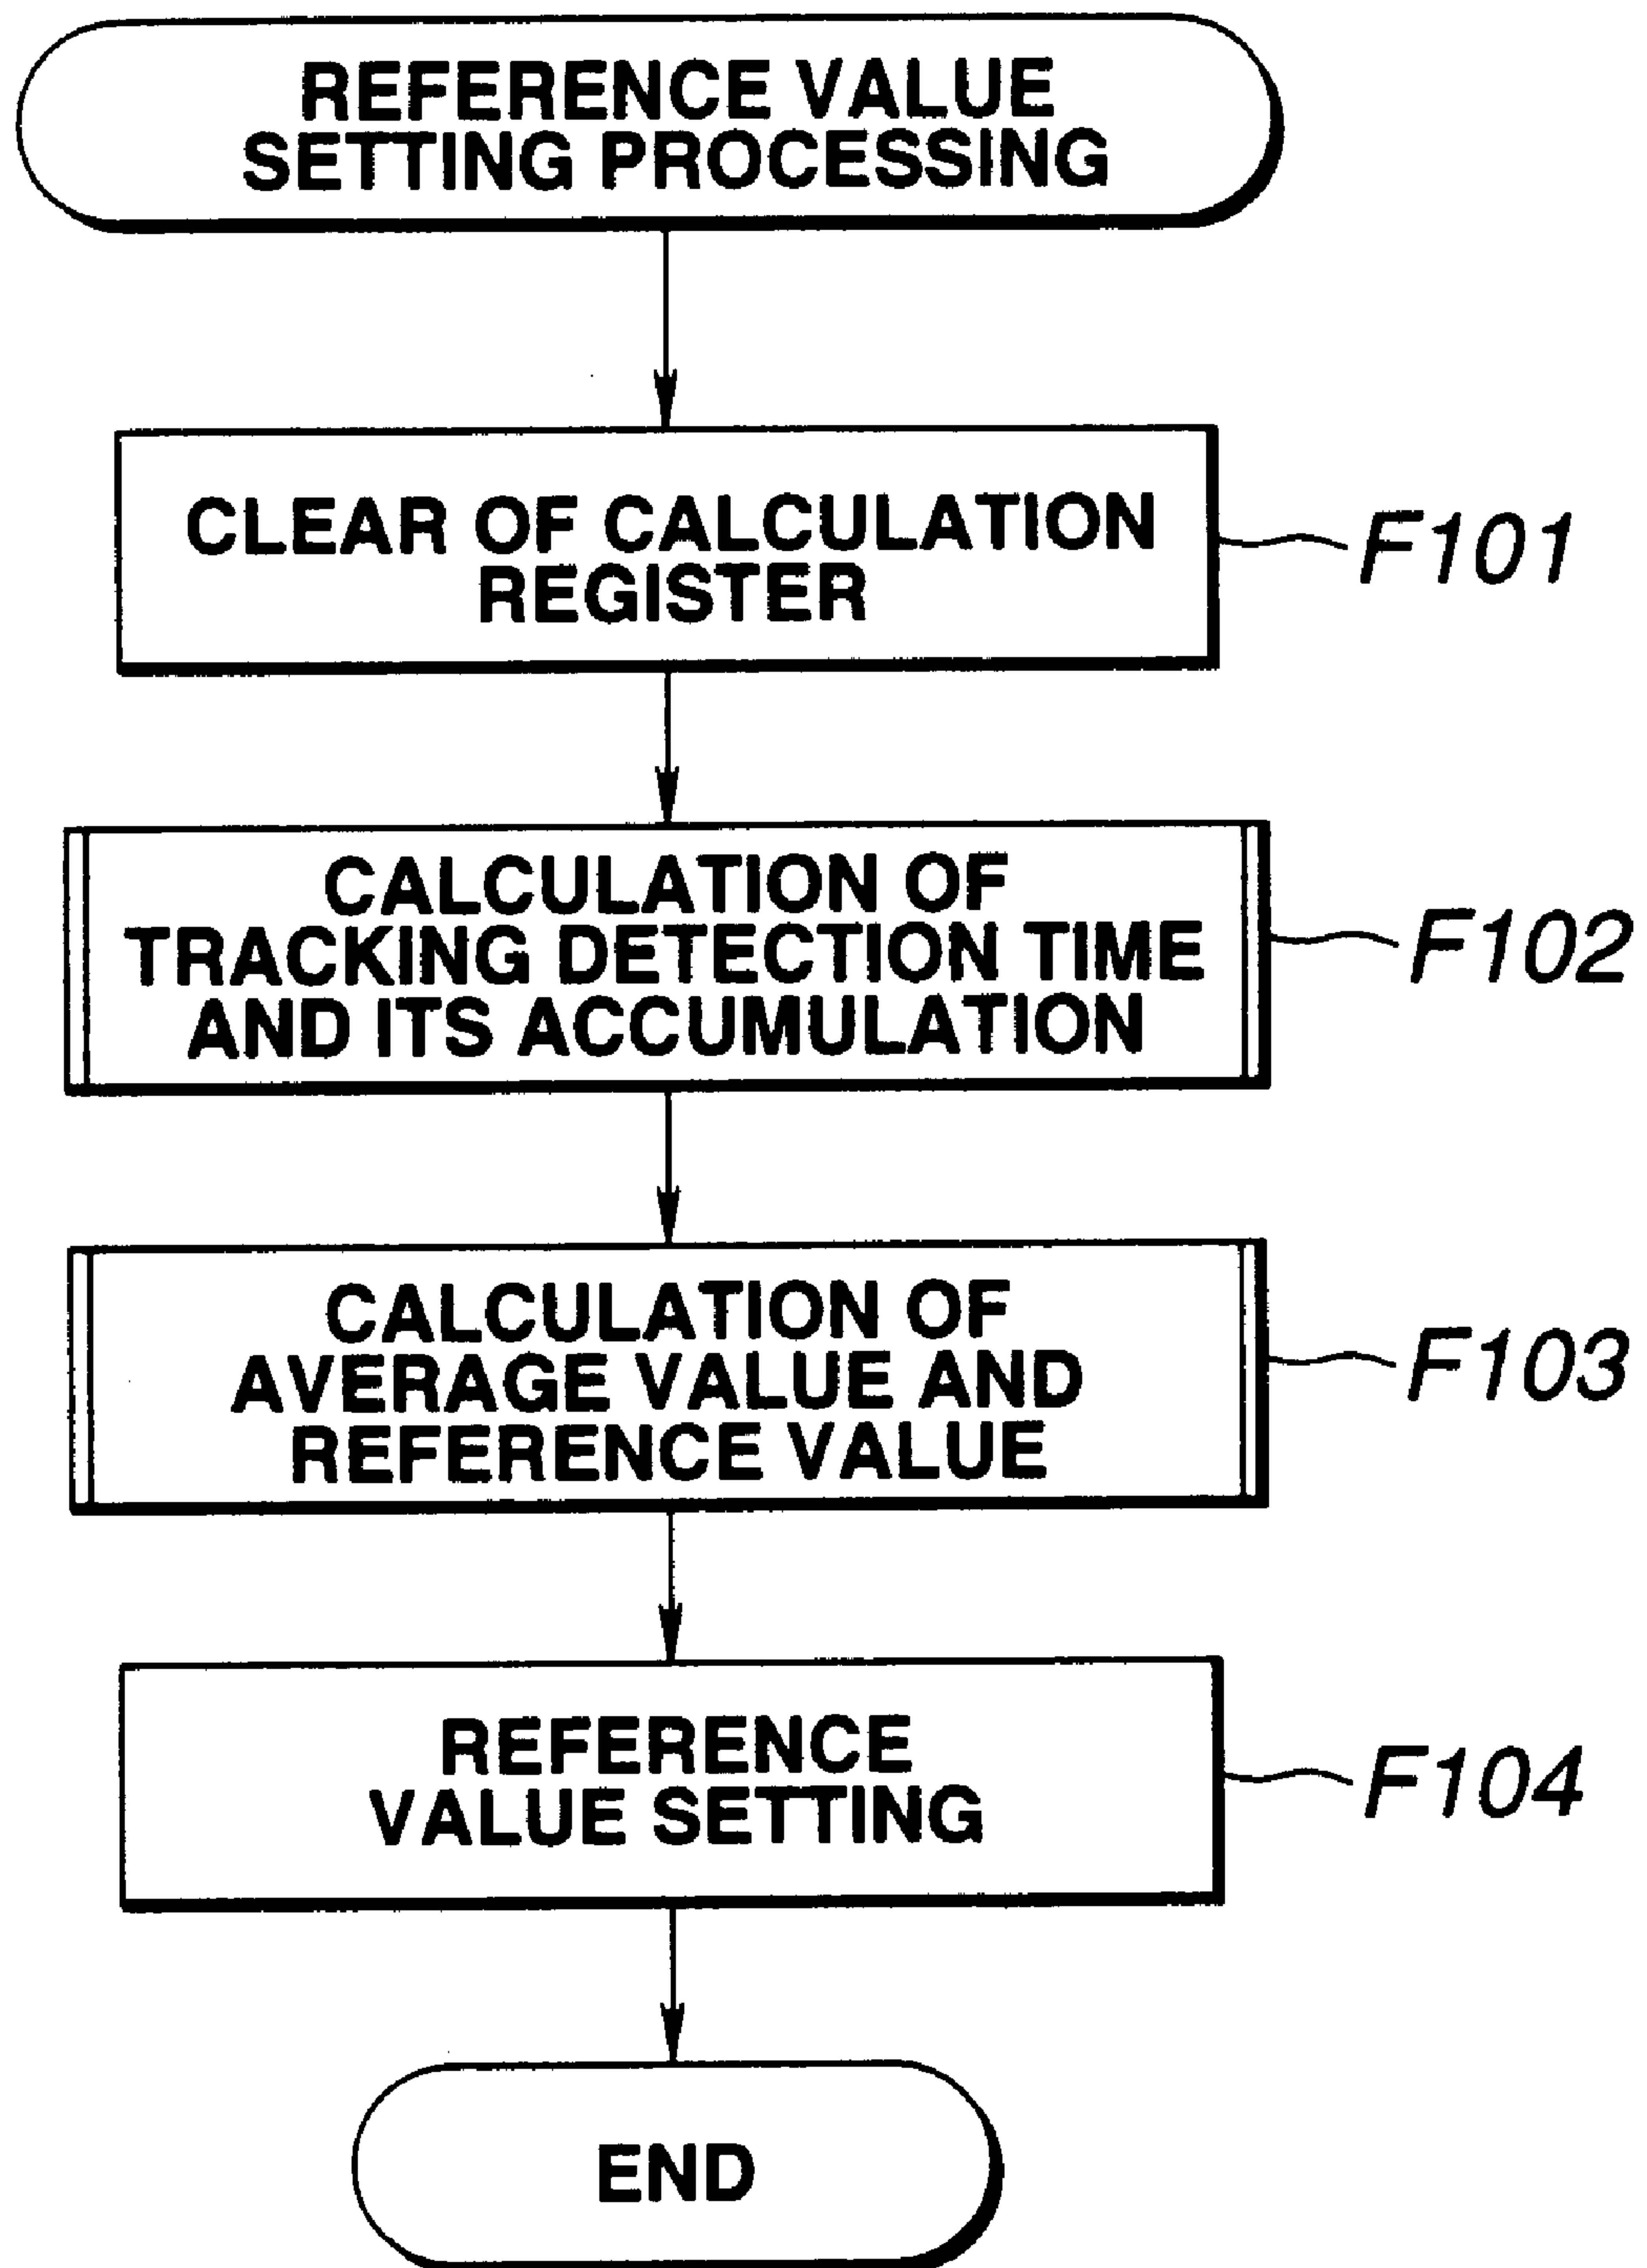 REFERENCE VALUE
SETTING PROCESSING
CLEAR OF CALCULATION
REGISTER
F101
CALCULATION OF
TRACKING DETECTION TIME
AND ITS ACCUMULATION
F102
CALCULATION OF
AVERAGE VALUE AND
REFERENCE VALUE
F103
REFERENCE
VALUE SETTING
F104
END